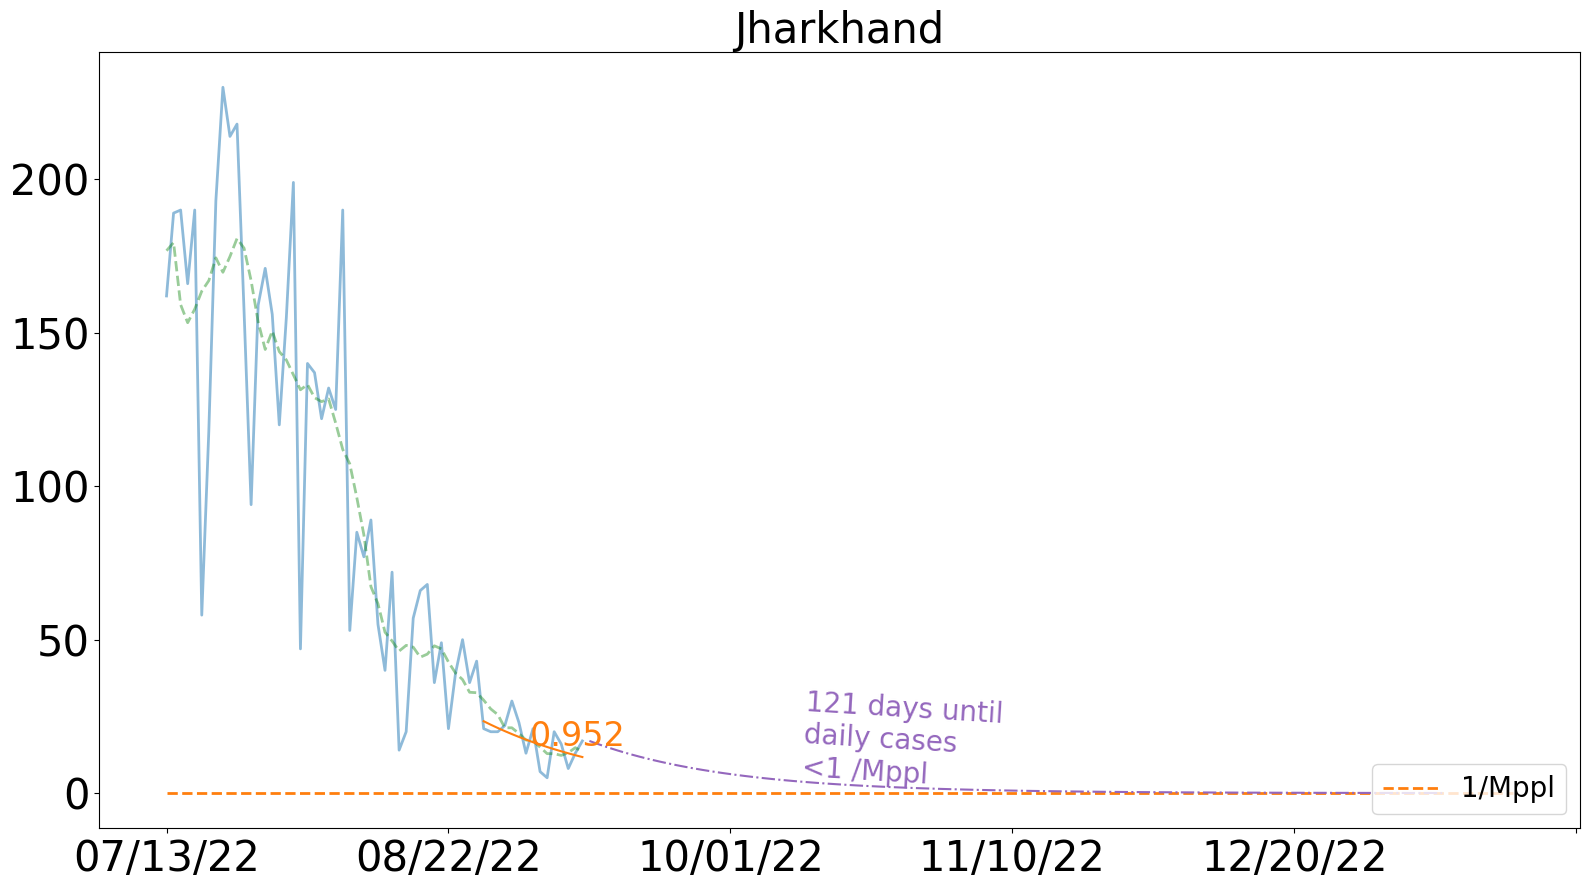 Jharkhand
200
150
100
50
0
0.952
121 days until
daily cases
<1 /Mppl
1/Mppl
07/13/22
08/22/22
10/01/22
11/10/22
12/20/22